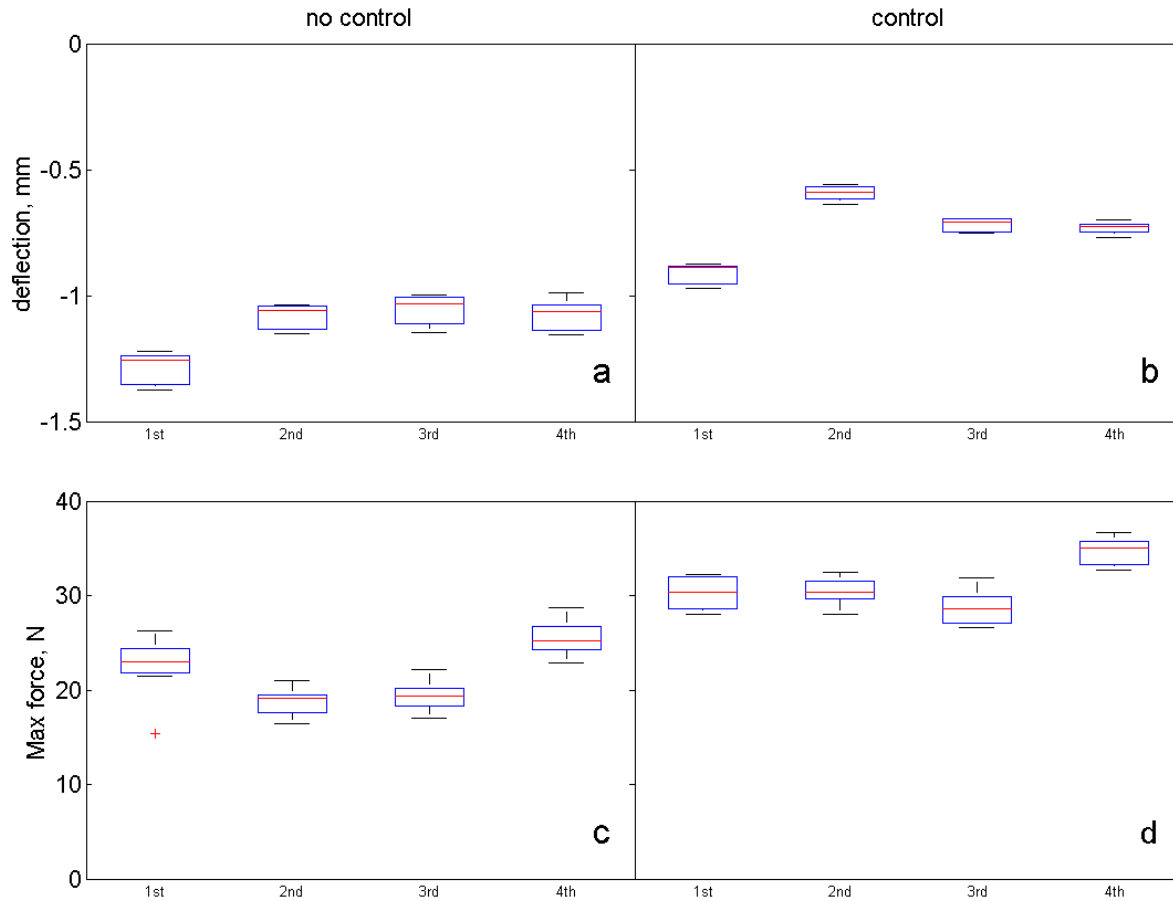 no control control
0
-0.5
-1
-1.5
deflection, mm
a b
1st 2nd 3rd 4th 1st 2nd 3rd 4th
40
30
20
10
0
Max force, N
c d
1st 2nd 3rd 4th 1st 2nd 3rd 4th